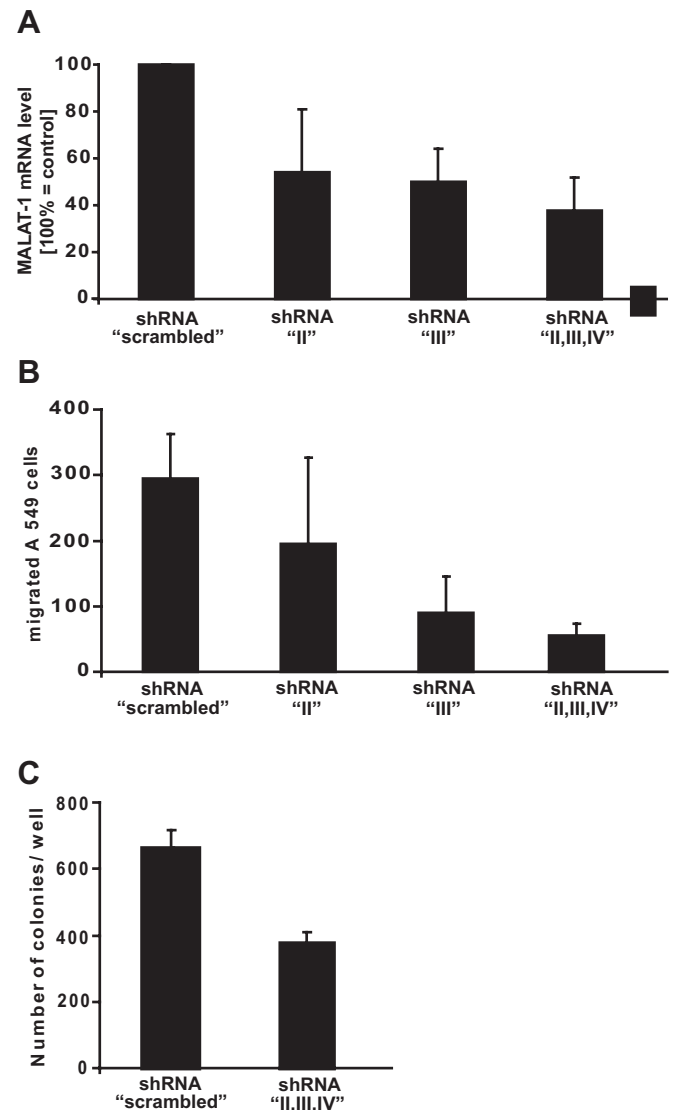 A
MALAT-1 mRNA level
[100% = control]
100
80
60
40
20
0
shRNA
“scrambled”
shRNA
“II”
shRNA
“III”
shRNA
“II,III,IV”
B
migrated A 549 cells
400
300
200
100
0
shRNA
“scrambled”
shRNA
“II”
shRNA
“III”
shRNA
“II,III,IV”
C
Number of colonies/ well
800
600
400
200
0
shRNA
“scrambled”
shRNA
“II.III.IV”